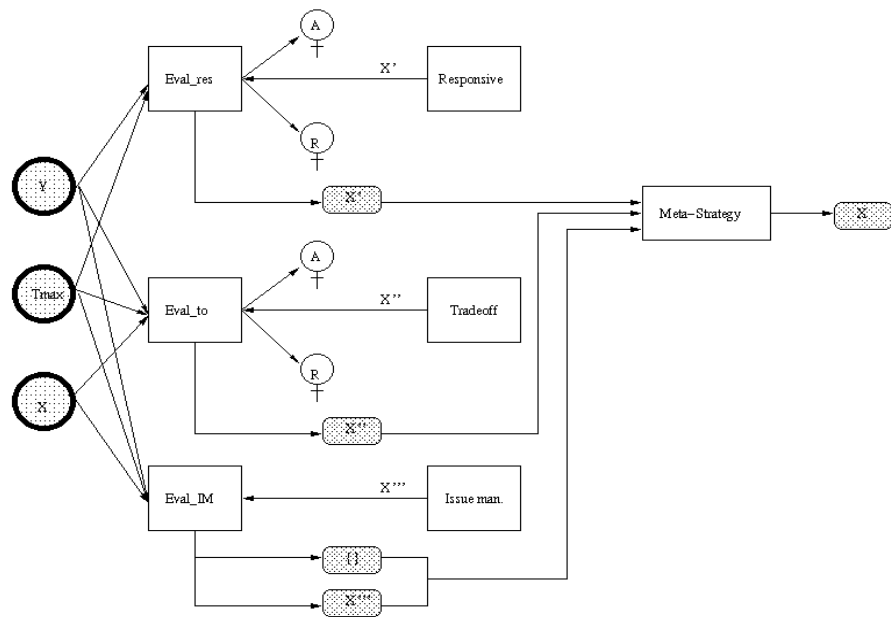 A
Eval_res
X'
Responsive
R
Y
X'
Meta-Strategy
X
A
Tmax
Eval_to
X''
Tradeoff
R
X
X''
Eval_IM
X'''
Issue man.
{}
X'''